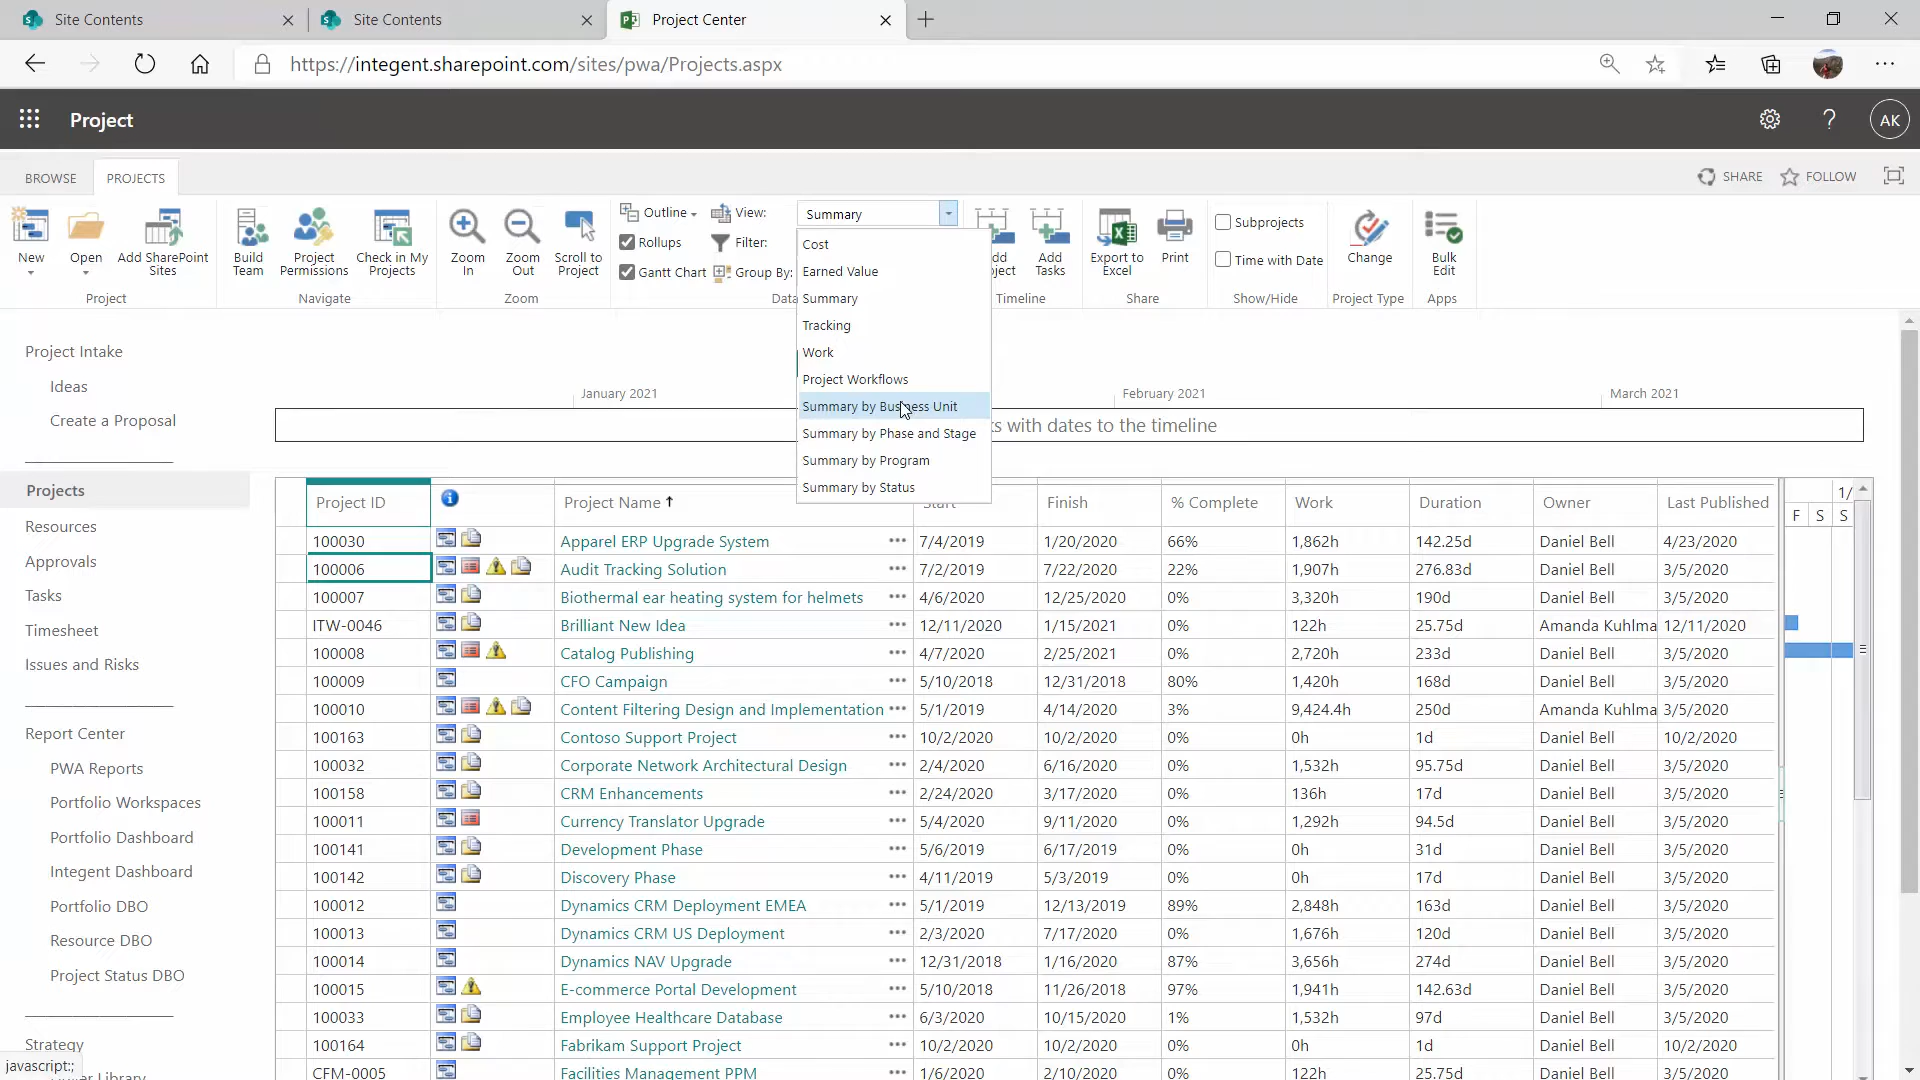 Site Contents
Site Contents
Project Center
https://integent.sharepoint.com/sites/pwa/Projects.aspx
Project
AK
BROWSE
PROJECTS
SHARE
FOLLOW
New
Open
Add SharePoint Sites
Project
Build Team
Project Permissions
Check in My Projects
Navigate
Zoom In
Zoom Out
Scroll to Project
Zoom
Outline
View:
Summary
Rollups
Filter:
Gantt Chart
Group By:
Data
Cost
Earned Value
Summary
Tracking
Work
Project Workflows
Summary by Business Unit
Summary by Phase and Stage
Summary by Program
Summary by Status
Add Tasks
Timeline
Export to Excel
Print
Share
Subprojects
Time with Date
Show/Hide
Change
Project Type
Bulk Edit
Apps
Project Intake
Ideas
Create a Proposal
Projects
Resources
Approvals
Tasks
Timesheet
Issues and Risks
Report Center
PWA Reports
Portfolio Workspaces
Portfolio Dashboard
Integent Dashboard
Portfolio DBO
Resource DBO
Project Status DBO
Strategy
javascript:;
January 2021
February 2021
March 2021
with dates to the timeline
Project ID Project Name Start Finish % Complete Work Duration Owner Last Published
1/
F S S
100030 Apparel ERP Upgrade System 7/4/2019 1/20/2020 66% 1,862h 142.25d Daniel Bell 4/23/2020
100006 Audit Tracking Solution 7/2/2019 7/22/2020 22% 1,907h 276.83d Daniel Bell 3/5/2020
100007 Biothermal ear heating system for helmets 4/6/2020 12/25/2020 0% 3,320h 190d Daniel Bell 3/5/2020
ITW-0046 Brilliant New Idea 12/11/2020 1/15/2021 0% 122h 25.75d Amanda Kuhlma 12/11/2020
100008 Catalog Publishing 4/7/2020 2/25/2021 0% 2,720h 233d Daniel Bell 3/5/2020
100009 CFO Campaign 5/10/2018 12/31/2018 80% 1,420h 168d Daniel Bell 3/5/2020
100010 Content Filtering Design and Implementation 5/1/2019 4/14/2020 3% 9,424.4h 250d Amanda Kuhlma 3/5/2020
100163 Contoso Support Project 10/2/2020 10/2/2020 0% 0h 1d Daniel Bell 10/2/2020
100032 Corporate Network Architectural Design 2/4/2020 6/16/2020 0% 1,532h 95.75d Daniel Bell 3/5/2020
100158 CRM Enhancements 2/24/2020 3/17/2020 0% 136h 17d Daniel Bell 3/5/2020
100011 Currency Translator Upgrade 5/4/2020 9/11/2020 0% 1,292h 94.5d Daniel Bell 3/5/2020
100141 Development Phase 5/6/2019 6/17/2019 0% 0h 31d Daniel Bell 3/5/2020
100142 Discovery Phase 4/11/2019 5/3/2019 0% 0h 17d Daniel Bell 3/5/2020
100012 Dynamics CRM Deployment EMEA 5/1/2019 12/13/2019 89% 2,848h 163d Daniel Bell 3/5/2020
100013 Dynamics CRM US Deployment 2/3/2020 7/17/2020 0% 1,676h 120d Daniel Bell 3/5/2020
100014 Dynamics NAV Upgrade 12/31/2018 1/16/2020 87% 3,656h 274d Daniel Bell 3/5/2020
100015 E-commerce Portal Development 5/10/2018 11/26/2018 97% 1,941h 142.63d Daniel Bell 3/5/2020
100033 Employee Healthcare Database 6/3/2020 10/15/2020 1% 1,532h 97d Daniel Bell 3/5/2020
100164 Fabrikam Support Project 10/2/2020 10/2/2020 0% 0h 1d Daniel Bell 10/2/2020
CFM-0005 Facilities Management PPM 1/6/2020 2/10/2020 0% 122h 25.75d Daniel Bell 3/5/2020